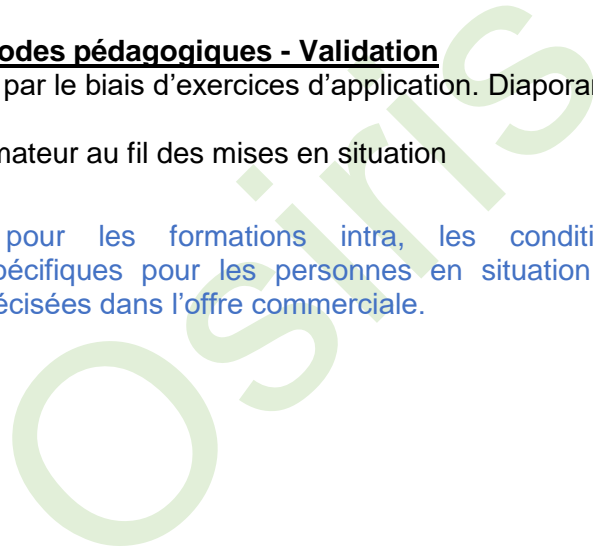 odes pédagogiques - Validation
par le biais d’exercices d’application. Diapora
mateur au fil des mises en situation
pour les formations intra, les conditi
pécifiques pour les personnes en situation
écisées dans l’offre commerciale.
Osiris